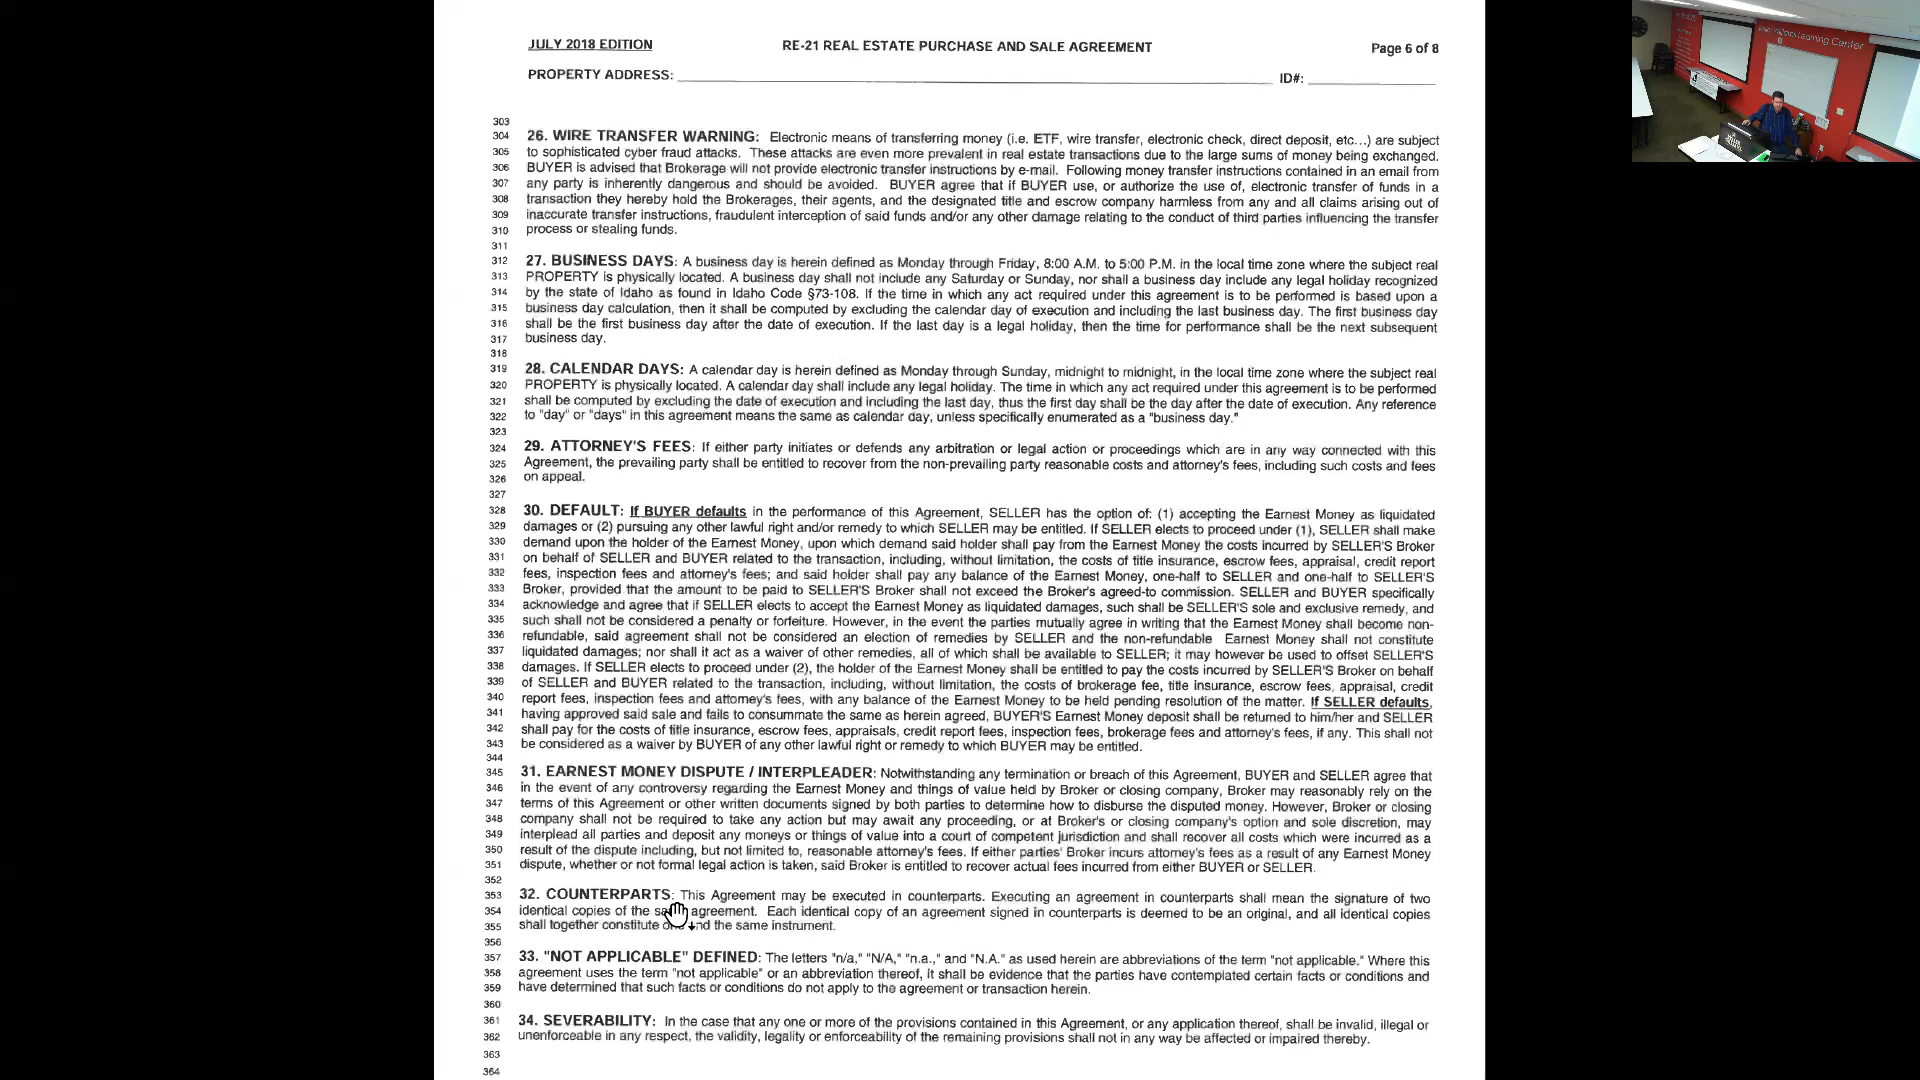 JULY 2018 EDITION RE-21 REAL ESTATE PURCHASE AND SALE AGREEMENT Page 6 of 8
PROPERTY ADDRESS: ID#:
303
304 26. WIRE TRANSFER WARNING: Electronic means of transferring money (i.e. ETF, wire transfer, electronic check, direct deposit, etc...) are subject
305 to sophisticated cyber fraud attacks. These attacks are even more prevalent in real estate transactions due to the large sums of money being exchanged.
306 BUYER is advised that Brokerage will not provide electronic transfer instructions by e-mail. Following money transfer instructions contained in an email from
307 any party is inherently dangerous and should be avoided. BUYER agree that if BUYER use, or authorize the use of, electronic transfer of funds in a
308 transaction they hereby hold the Brokerages, their agents, and the designated title and escrow company harmless from any and all claims arising out of
309 inaccurate transfer instructions, fraudulent interception of said funds and/or any other damage relating to the conduct of third parties influencing the transfer
310 process or stealing funds.
311
312 27. BUSINESS DAYS: A business day is herein defined as Monday through Friday, 8:00 A.M. to 5:00 P.M. in the local time zone where the subject real
313 PROPERTY is physically located. A business day shall not include any Saturday or Sunday, nor shall a business day include any legal holiday recognized
314 by the state of Idaho as found in Idaho Code §73-108. If the time in which any act required under this agreement is to be performed is based upon a
315 business day calculation, then it shall be computed by excluding the calendar day of execution and including the last business day. The first business day
316 shall be the first business day after the date of execution. If the last day is a legal holiday, then the time for performance shall be the next subsequent
317 business day.
318
319 28. CALENDAR DAYS: A calendar day is herein defined as Monday through Sunday, midnight to midnight, in the local time zone where the subject real
320 PROPERTY is physically located. A calendar day shall include any legal holiday. The time in which any act required under this agreement is to be performed
321 shall be computed by excluding the date of execution and including the last day, thus the first day shall be the day after the date of execution. Any reference
322 to "day" or "days" in this agreement means the same as calendar day, unless specifically enumerated as a "business day."
323
324 29. ATTORNEY'S FEES: If either party initiates or defends any arbitration or legal action or proceedings which are in any way connected with this
325 Agreement, the prevailing party shall be entitled to recover from the non-prevailing party reasonable costs and attorney's fees, including such costs and fees
326 on appeal.
327
328 30. DEFAULT: If BUYER defaults in the performance of this Agreement, SELLER has the option of: (1) accepting the Earnest Money as liquidated
329 damages or (2) pursuing any other lawful right and/or remedy to which SELLER may be entitled. If SELLER elects to proceed under (1), SELLER shall make
330 demand upon the holder of the Earnest Money, upon which demand said holder shall pay from the Earnest Money the costs incurred by SELLER'S Broker
331 on behalf of SELLER and BUYER related to the transaction, including, without limitation, the costs of title insurance, escrow fees, appraisal, credit report
332 fees, inspection fees and attorney's fees; and said holder shall pay any balance of the Earnest Money, one-half to SELLER and one-half to SELLER'S
333 Broker, provided that the amount to be paid to SELLER'S Broker shall not exceed the Broker's agreed-to commission. SELLER and BUYER specifically
334 acknowledge and agree that if SELLER elects to accept the Earnest Money as liquidated damages, such shall be SELLER'S sole and exclusive remedy, and
335 such shall not be considered a penalty or forfeiture. However, in the event the parties mutually agree in writing that the Earnest Money shall become non-
336 refundable, said agreement shall not be considered an election of remedies by SELLER and the non-refundable Earnest Money shall not constitute
337 liquidated damages; nor shall it act as a waiver of other remedies, all of which shall be available to SELLER; it may however be used to offset SELLER'S
338 damages. If SELLER elects to proceed under (2), the holder of the Earnest Money shall be entitled to pay the costs incurred by SELLER'S Broker on behalf
339 of SELLER and BUYER related to the transaction, including, without limitation, the costs of brokerage fee, title insurance, escrow fees, appraisal, credit
340 report fees, inspection fees and attorney's fees, with any balance of the Earnest Money to be held pending resolution of the matter. If SELLER defaults,
341 having approved said sale and fails to consummate the same as herein agreed, BUYER'S Earnest Money deposit shall be returned to him/her and SELLER
342 shall pay for the costs of title insurance, escrow fees, appraisals, credit report fees, inspection fees, brokerage fees and attorney's fees, if any. This shall not
343 be considered as a waiver by BUYER of any other lawful right or remedy to which BUYER may be entitled.
344
345 31. EARNEST MONEY DISPUTE / INTERPLEADER: Notwithstanding any termination or breach of this Agreement, BUYER and SELLER agree that
346 in the event of any controversy regarding the Earnest Money and things of value held by Broker or closing company, Broker may reasonably rely on the
347 terms of this Agreement or other written documents signed by both parties to determine how to disburse the disputed money. However, Broker or closing
348 company shall not be required to take any action but may await any proceeding, or at Broker's or closing company's option and sole discretion, may
349 interplead all parties and deposit any moneys or things of value into a court of competent jurisdiction and shall recover all costs which were incurred as a
350 result of the dispute including, but not limited to, reasonable attorney's fees. If either parties' Broker incurs attorney's fees as a result of any Earnest Money
351 dispute, whether or not formal legal action is taken, said Broker is entitled to recover actual fees incurred from either BUYER or SELLER.
352
353 32. COUNTERPARTS: This Agreement may be executed in counterparts. Executing an agreement in counterparts shall mean the signature of two
354 identical copies of the agreement. Each identical copy of an agreement signed in counterparts is deemed to be an original, and all identical copies
355 shall together constitute the same instrument.
356
357 33. "NOT APPLICABLE" DEFINED: The letters "n/a," "N/A," "n.a.," and "N.A." as used herein are abbreviations of the term "not applicable." Where this
358 agreement uses the term "not applicable" or an abbreviation thereof, it shall be evidence that the parties have contemplated certain facts or conditions and
359 have determined that such facts or conditions do not apply to the agreement or transaction herein.
360
361 34. SEVERABILITY: In the case that any one or more of the provisions contained in this Agreement, or any application thereof, shall be invalid, illegal or
362 unenforceable in any respect, the validity, legality or enforceability of the remaining provisions shall not in any way be affected or impaired thereby.
363
364
Learning Center